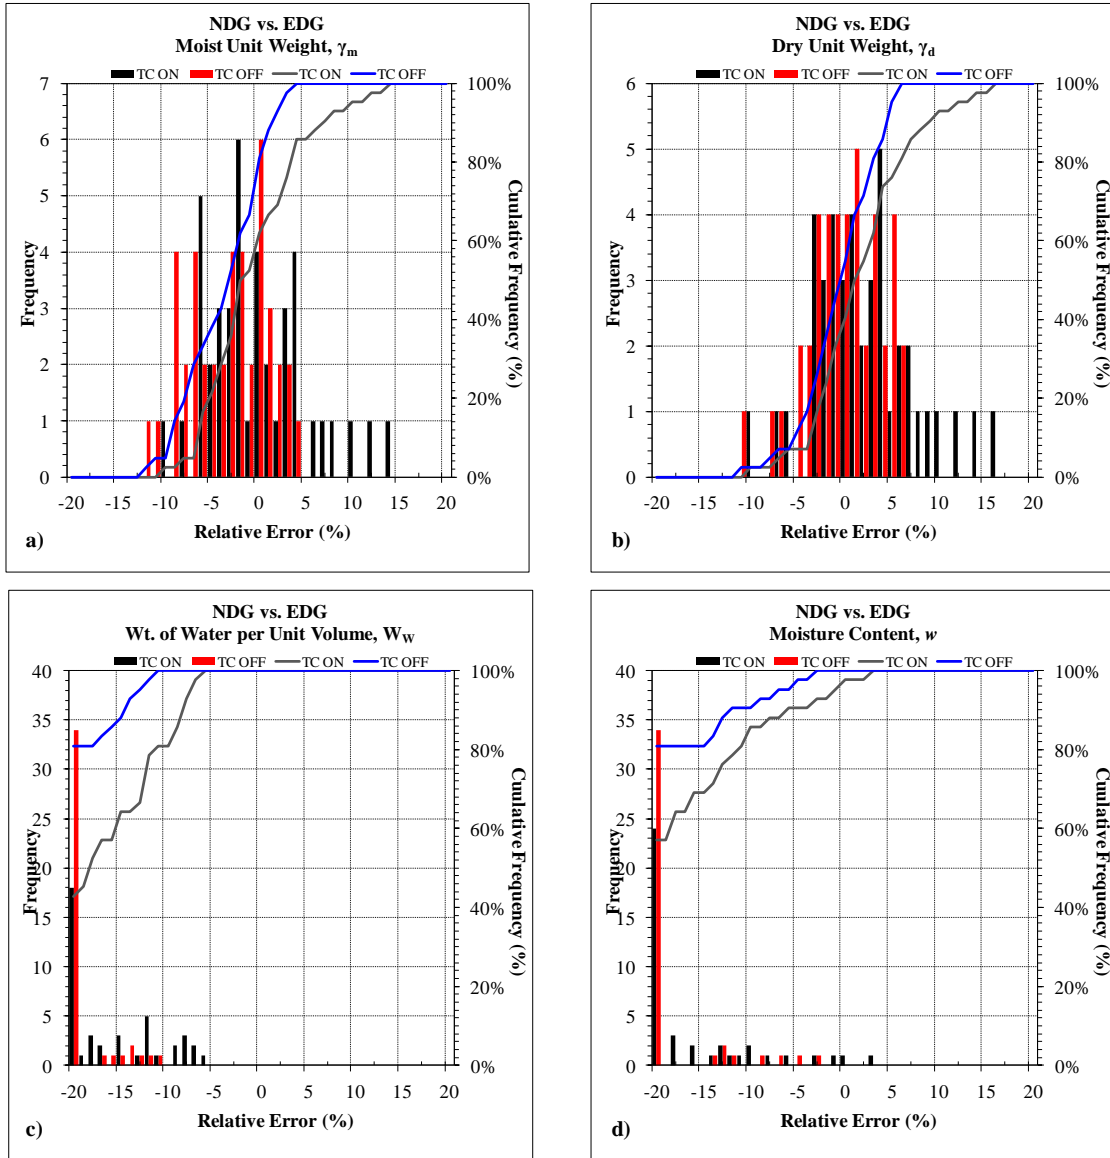 NDG vs. EDG
Moist Unit Weight, γm
TC ON TC OFF TC ON TC OFF
7 100%
6
80%
5
60%
4
3
40%
2
20%
1
0 0%
Frequency
Cuulative Frequency (%)
-20 -15 -10 -5 0 5 10 15 20
Relative Error (%)
a)
NDG vs. EDG
Dry Unit Weight, γd
TC ON TC OFF TC ON TC OFF
6 100%
5
80%
4
60%
3
40%
2
20%
1
0 0%
Frequency
Cuulative Frequency (%)
-20 -15 -10 -5 0 5 10 15 20
Relative Error (%)
b)
NDG vs. EDG
Wt. of Water per Unit Volume, WW
TC ON TC OFF TC ON TC OFF
40 100%
35
80%
30
25
60%
20
40%
15
10
20%
5
0 0%
Frequency
Cuulative Frequency (%)
-20 -15 -10 -5 0 5 10 15 20
Relative Error (%)
c)
NDG vs. EDG
Moisture Content, w
TC ON TC OFF TC ON TC OFF
40 100%
35
80%
30
25
60%
20
40%
15
10
20%
5
0 0%
Frequency
Cuulative Frequency (%)
-20 -15 -10 -5 0 5 10 15 20
Relative Error (%)
d)